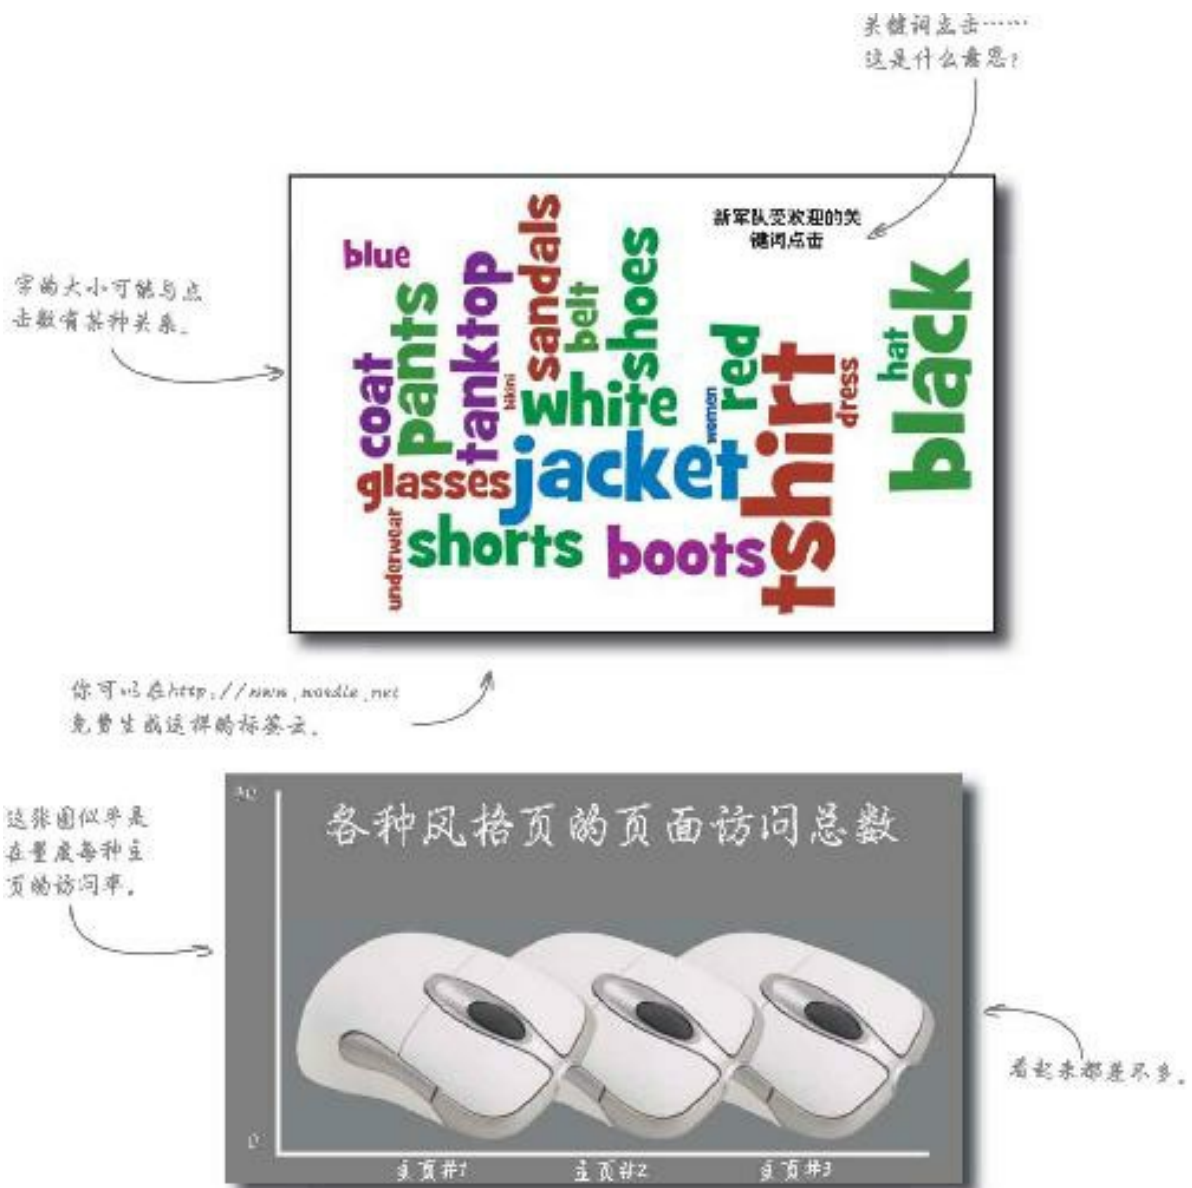 关键词点击……
这是什么意思?
新军队受欢迎的关
键词点击
字的大小可能与点
击数有某种关系。
blue
coat
pants
tanktop
sandals
belt
shoes
bikini
white
women
red
tshirt
dress
hat
black
glasses
jacket
underwear
shorts
boots
你可以在http://www.wordle.net
免费生成这样的标签云。
这张图似乎是
在量度每种主
页的访问率。
各种风格页的页面访问总数
0
主页#1
主页#2
主页#3
看起来都差不多。